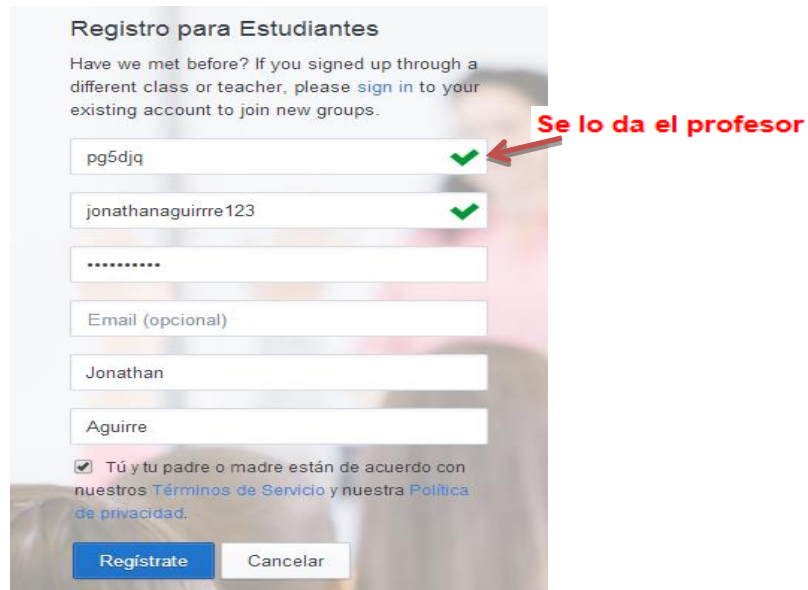 Registro para Estudiantes
Have we met before? If you signed up through a
different class or teacher, please sign in to your
existing account to join new groups.
Se lo da el profesor
pg5djq
jonathanaguirrre123
••••••••••
Email (opcional)
Jonathan
Aguirre
Tú y tu padre o madre están de acuerdo con
nuestros Términos de Servicio y nuestra Política
de privacidad.
Regístrate Cancelar